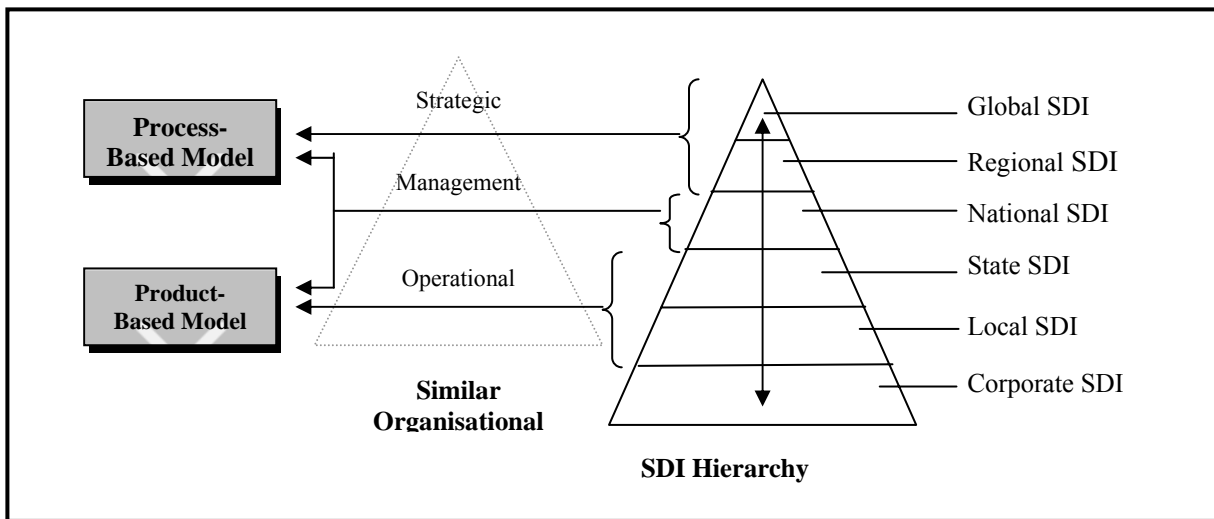 Process-
Based Model
Product-
Based Model
Strategic
Management
Operational
Similar
Organisational
Global SDI
Regional SDI
National SDI
State SDI
Local SDI
Corporate SDI
SDI Hierarchy